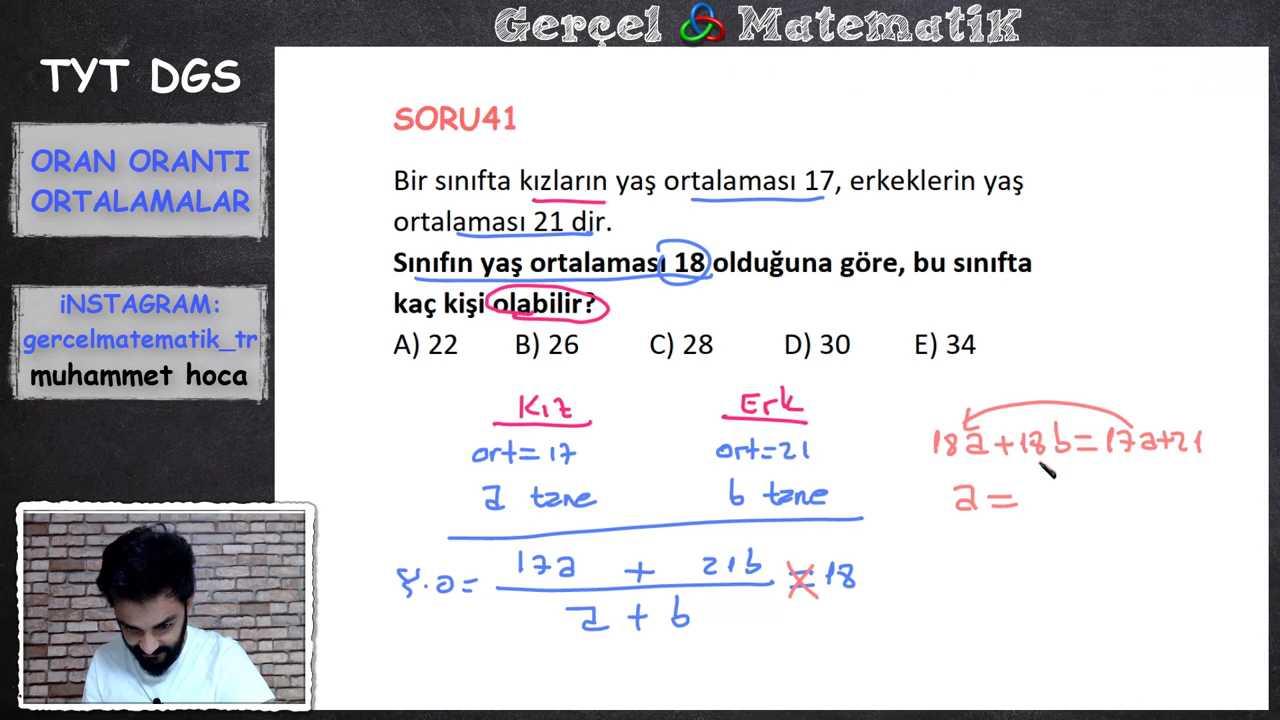 Gerçel Matematik
TYT DGS
ORAN ORANTI
ORTALAMALAR
iNSTAGRAM:
gercelmatematik_tr
muhammet hoca
SORU41
Bir sınıfta kızların yaş ortalaması 17, erkeklerin yaş
ortalaması 21 dir.
Sınıfın yaş ortalaması 18 olduğuna göre, bu sınıfta
kaç kişi olabilir?
A) 22 B) 26 C) 28 D) 30 E) 34
Kız Erk
ort=17 ort=21
a tane b tane
17a + 21b
Y.O= = 18
a + b
18a+18b=17a+21
a=